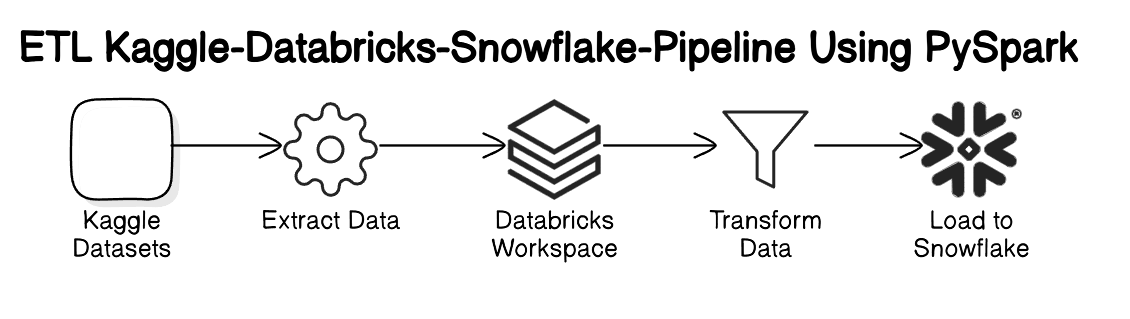 ETL Kaggle-Databricks-Snowflake-Pipeline Using PySpark
®
Kaggle
Datasets
Extract Data
Databricks
Workspace
Transform
Data
Load to
Snowflake